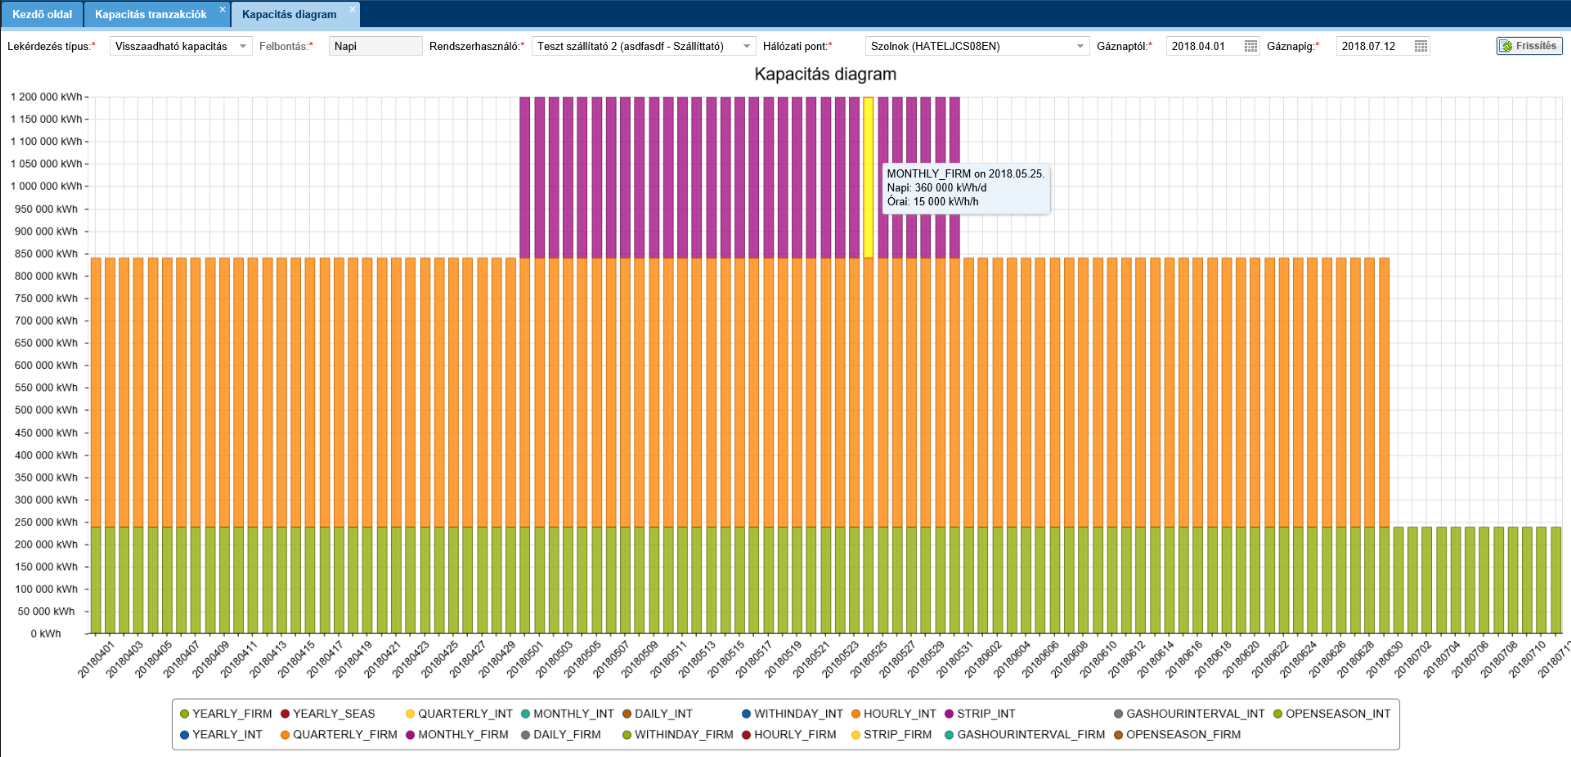 Kezdő oldal
Kapacitás tranzakciók
Kapacitás diagram
Lekérdezés típus:* Visszaadható kapacitás Felbontás:* Napi Rendszerhasználó:* Teszt szállítató 2 (asdfasdf - Szállíttató) Hálózati pont:* Szolnok (HATELJCS08EN) Gáznaptól:* 2018.04.01 Gáznapig:* 2018.07.12 Frissítés
Kapacitás diagram
1 200 000 kWh
1 150 000 kWh
1 100 000 kWh
1 050 000 kWh
1 000 000 kWh
950 000 kWh
900 000 kWh
850 000 kWh
800 000 kWh
750 000 kWh
700 000 kWh
650 000 kWh
600 000 kWh
550 000 kWh
500 000 kWh
450 000 kWh
400 000 kWh
350 000 kWh
300 000 kWh
250 000 kWh
200 000 kWh
150 000 kWh
100 000 kWh
50 000 kWh
0 kWh
MONTHLY_FIRM on 2018.05.25.
Napi: 360 000 kWh/d
Órai: 15 000 kWh/h
20180401 20180403 20180405 20180407 20180409 20180411 20180413 20180415 20180417 20180419 20180421 20180423 20180425 20180427 20180429 20180501 20180503 20180505 20180507 20180509 20180511 20180513 20180515 20180517 20180519 20180521 20180523 20180525 20180527 20180529 20180531 20180602 20180604 20180606 20180608 20180610 20180612 20180614 20180616 20180618 20180620 20180622 20180624 20180626 20180628 20180630 20180702 20180704 20180706 20180708 20180710
YEARLY_FIRM YEARLY_SEAS QUARTERLY_INT MONTHLY_INT DAILY_INT WITHINDAY_INT HOURLY_INT STRIP_INT GASHOURINTERVAL_INT OPENSEASON_INT
YEARLY_INT QUARTERLY_FIRM MONTHLY_FIRM DAILY_FIRM WITHINDAY_FIRM HOURLY_FIRM STRIP_FIRM GASHOURINTERVAL_FIRM OPENSEASON_FIRM